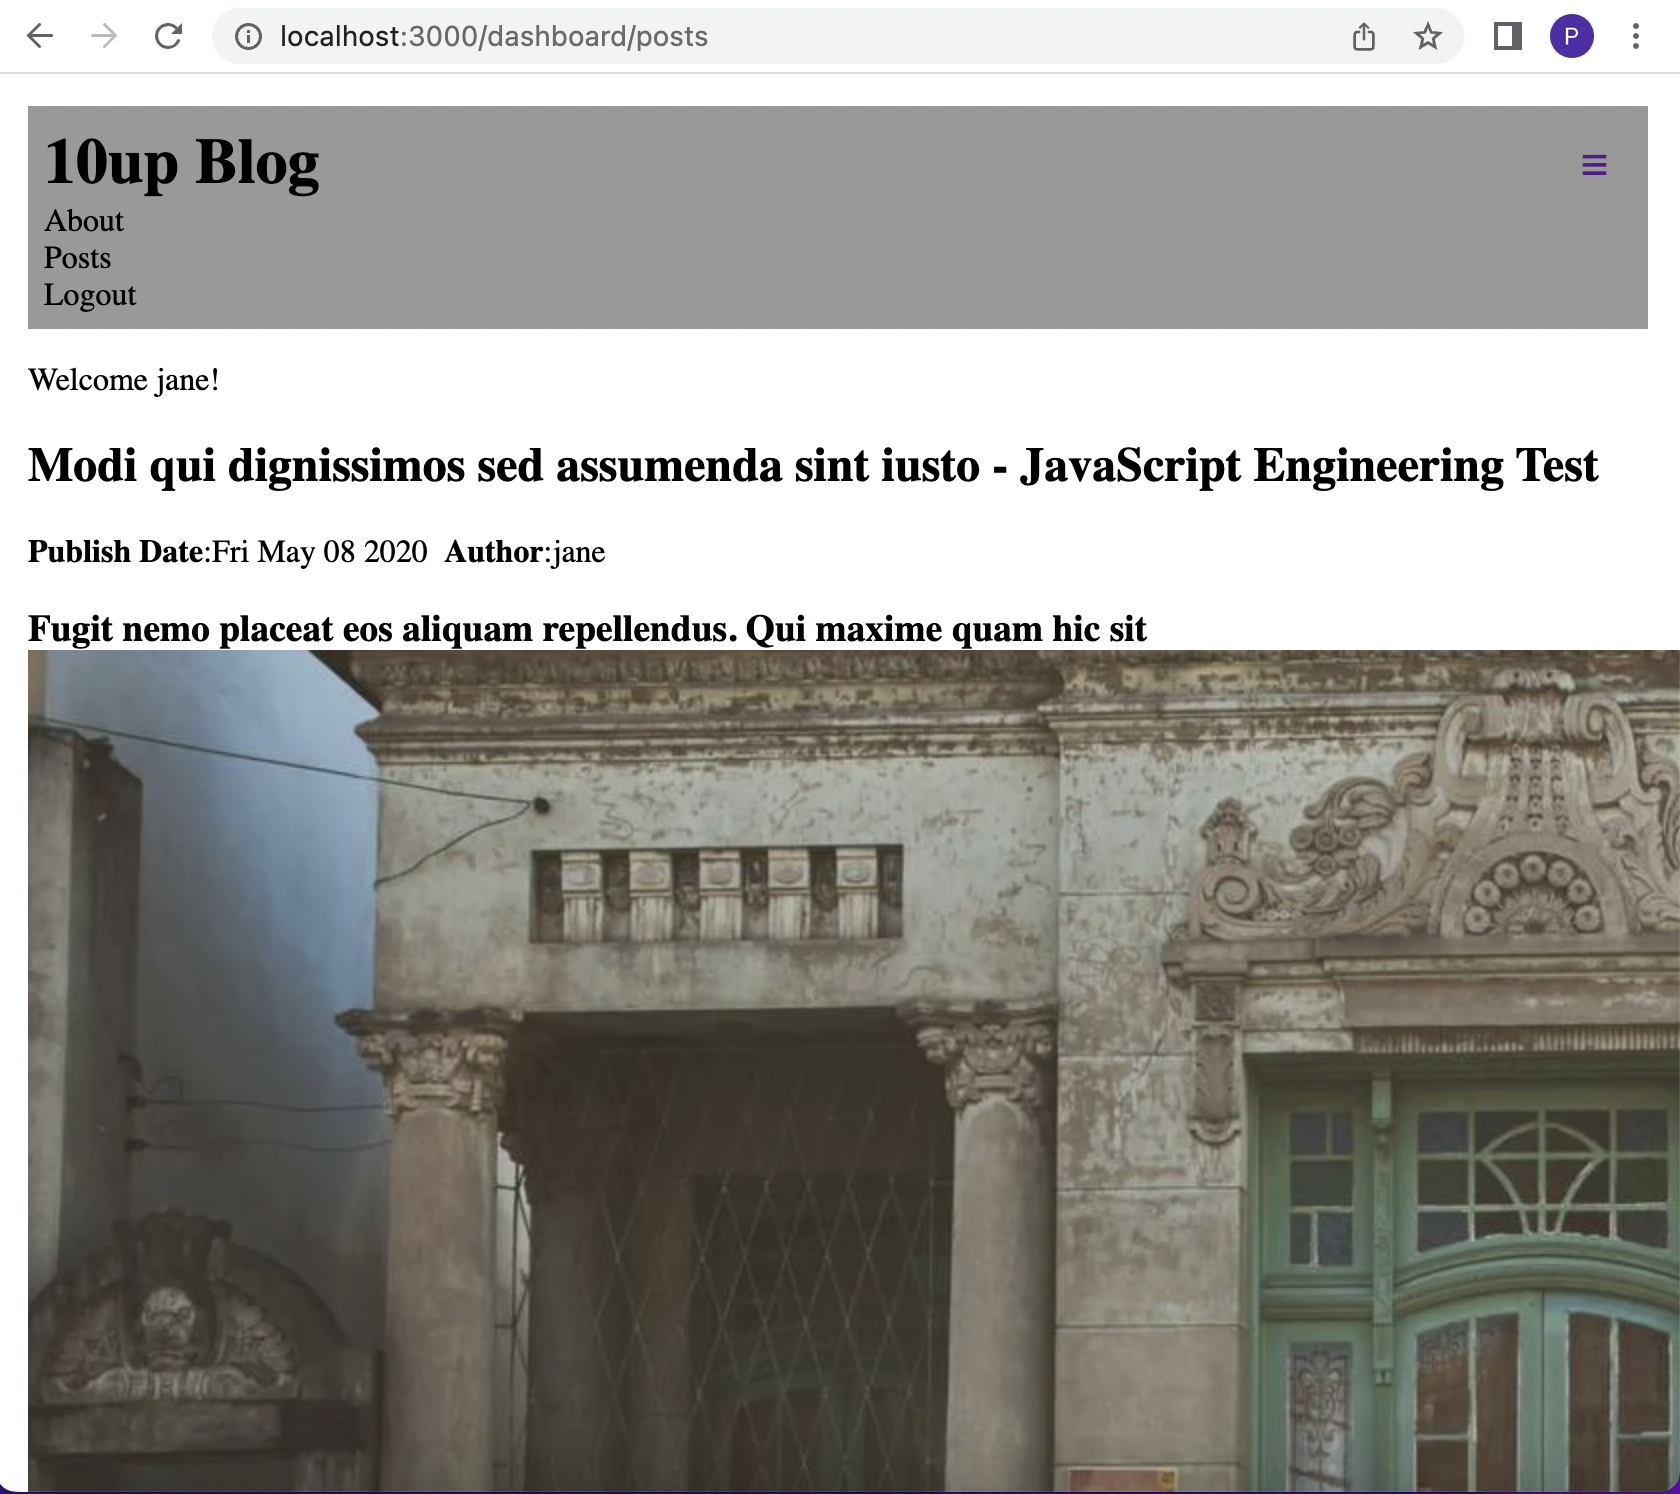 localhost:3000/dashboard/posts
P
10up Blog
About
Posts
Logout
Welcome jane!
Modi qui dignissimos sed assumenda sint iusto - JavaScript Engineering Test
Publish Date:Fri May 08 2020 Author:jane
Fugit nemo placeat eos aliquam repellendus. Qui maxime quam hic sit